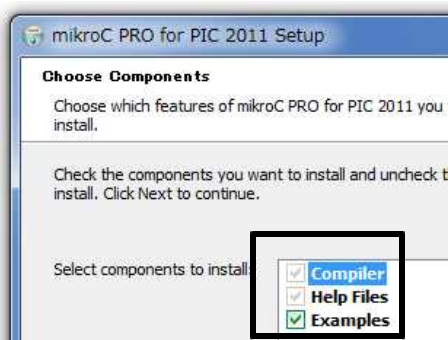 mikroC PRO for PIC 2011 Setup
Choose Components
Choose which features of mikroC PRO for PIC 2011 you
install.
Check the components you want to install and uncheck
install. Click Next to continue.
Select components to install:
Compiler
Help Files
Examples